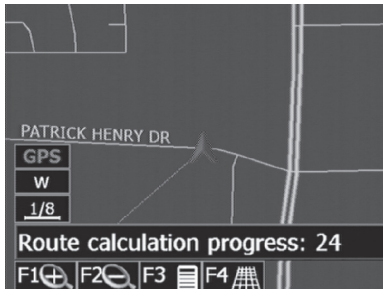 PATRICK HENRY DR
GPS
W
1/8
Route calculation progress: 24
F1 F2 F3 F4